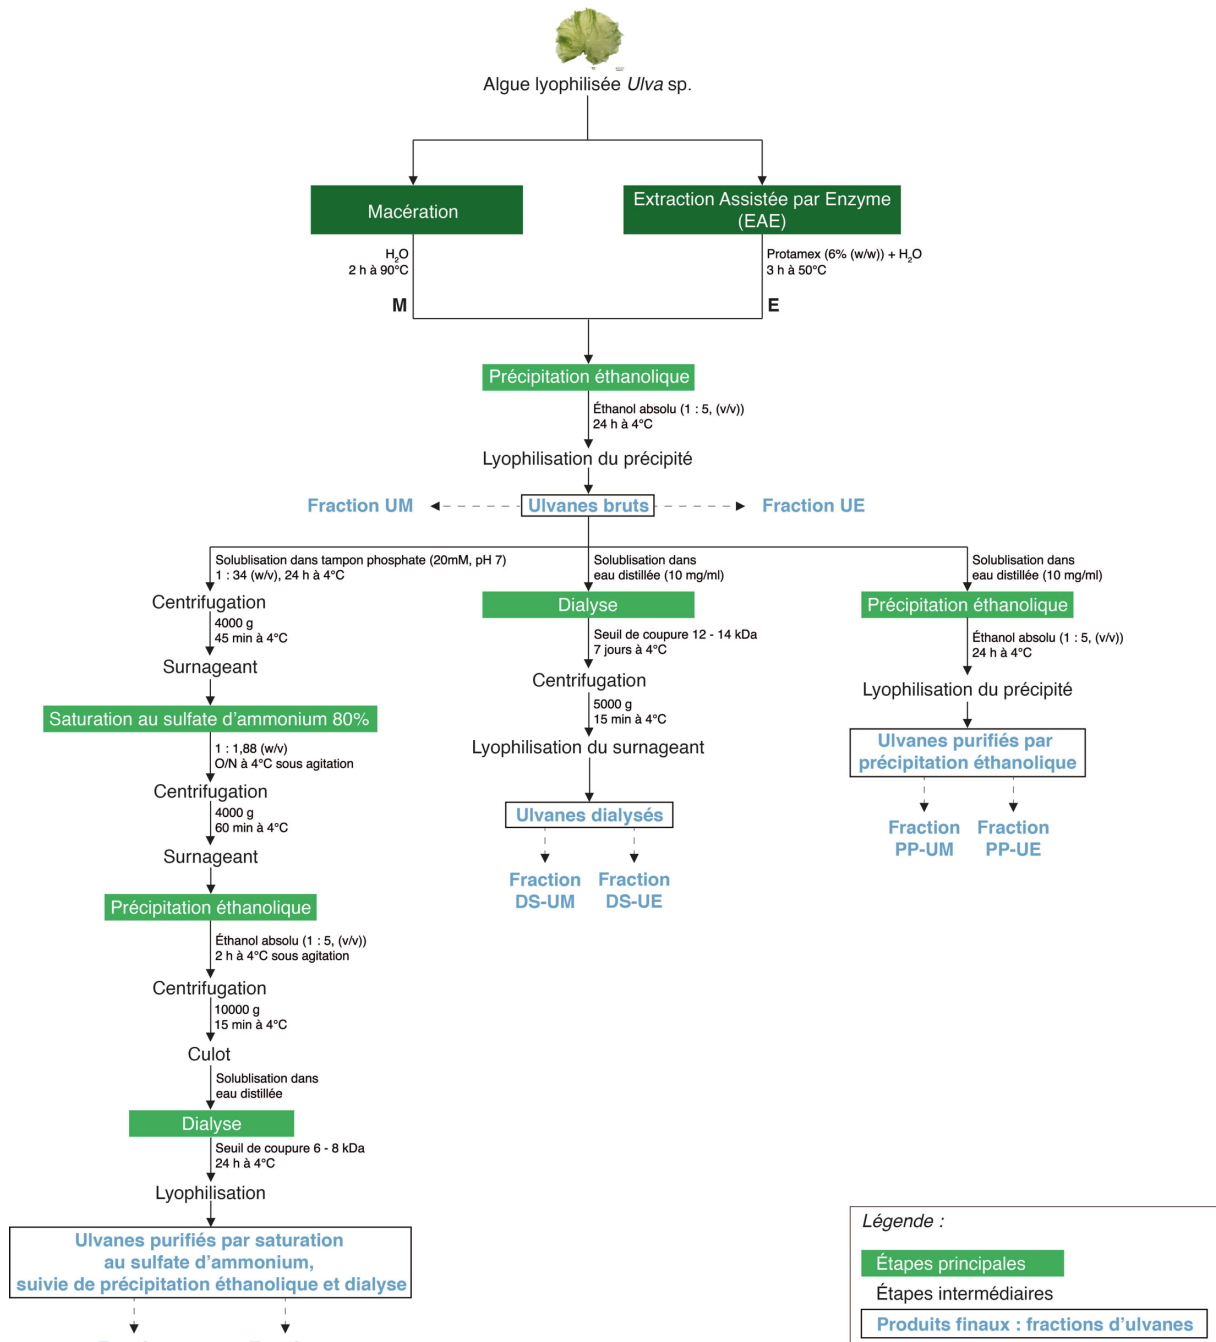 Algue lyophilisée Ulva sp.
Macération
Extraction Assistée par Enzyme
(EAE)
H₂O
2 h à 90°C
Protamex (6% (w/w)) + H₂O
3 h à 50°C
M
E
Précipitation éthanolique
Éthanol absolu (1 : 5, (v/v))
24 h à 4°C
Lyophilisation du précipité
Fraction UM
Ulvanes bruts
Fraction UE
Solublisation dans tampon phosphate (20mM, pH 7)
1 : 34 (w/v), 24 h à 4°C
Centrifugation
4000 g
45 min à 4°C
Surnageant
Saturation au sulfate d'ammonium 80%
1 : 1,88 (w/v)
O/N à 4°C sous agitation
Centrifugation
4000 g
60 min à 4°C
Surnageant
Précipitation éthanolique
Éthanol absolu (1 : 5, (v/v))
2 h à 4°C sous agitation
Centrifugation
10000 g
15 min à 4°C
Culot
Solublisation dans
eau distillée
Dialyse
Seuil de coupure 6 - 8 kDa
24 h à 4°C
Lyophilisation
Ulvanes purifiés par saturation
au sulfate d'ammonium,
suivie de précipitation éthanolique et dialyse
Solublisation dans
eau distillée (10 mg/ml)
Dialyse
Seuil de coupure 12 - 14 kDa
7 jours à 4°C
Centrifugation
5000 g
15 min à 4°C
Lyophilisation du surnageant
Ulvanes dialysés
Fraction
DS-UM
Fraction
DS-UE
Solublisation dans
eau distillée (10 mg/ml)
Précipitation éthanolique
Éthanol absolu (1 : 5, (v/v))
24 h à 4°C
Lyophilisation du précipité
Ulvanes purifiés par
précipitation éthanolique
Fraction
PP-UM
Fraction
PP-UE
Légende :
Étapes principales
Étapes intermédiaires
Produits finaux : fractions d'ulvanes